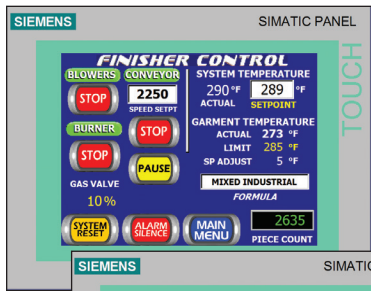 SIEMENS
SIMATIC PANEL
TOUCH
FINISHER CONTROL
BLOWERS
CONVEYOR
SYSTEM TEMPERATURE
STOP
2250
SPEED SETPT
290 °F
289 °F
ACTUAL
SETPOINT
BURNER
STOP
GARMENT TEMPERATURE
ACTUAL 273 °F
LIMIT 285 °F
SP ADJUST 5 °F
STOP
PAUSE
GAS VALVE
10%
MIXED INDUSTRIAL
FORMULA
SYSTEM
RESET
ALARM
SILENCE
MAIN
MENU
2635
PIECE COUNT
SIEMENS
SIMATIC